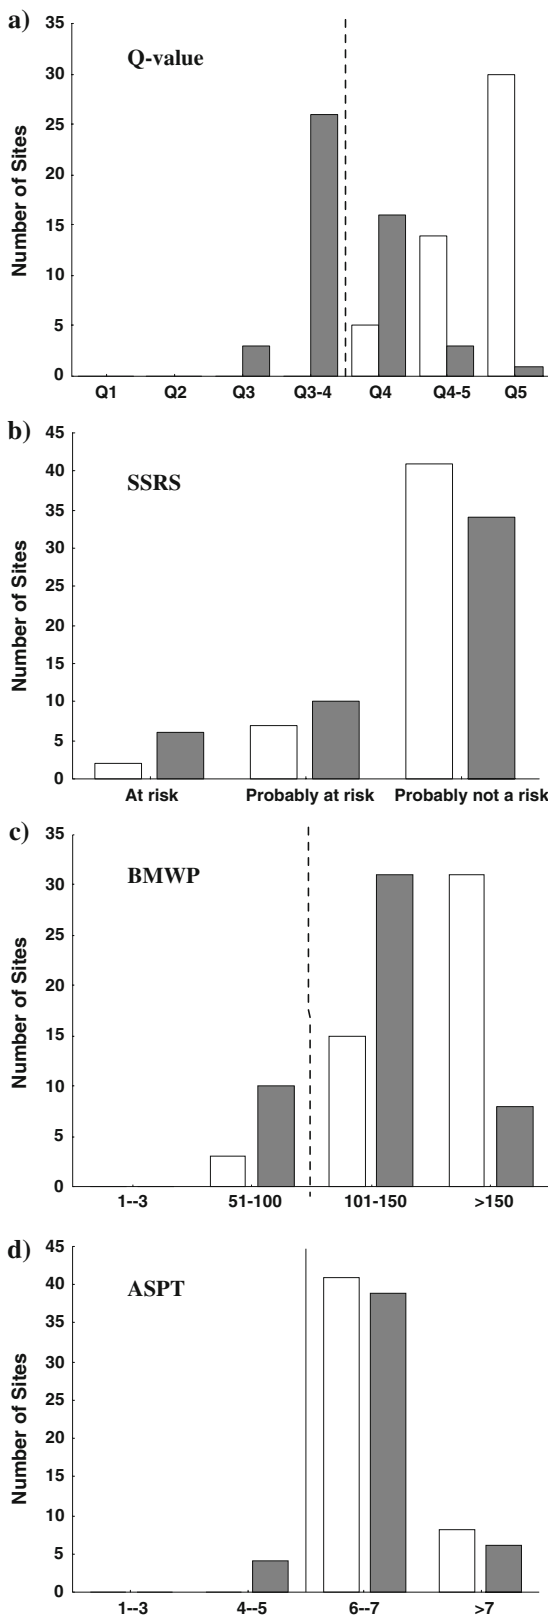 a)
Q-value
Number of Sites
35
30
25
20
15
10
5
0
Q1 Q2 Q3 Q3-4 Q4 Q4-5 Q5
b)
SSRS
Number of Sites
45
40
35
30
25
20
15
10
5
0
At risk Probably at risk Probably not a risk
c)
BMWP
Number of Sites
35
30
25
20
15
10
5
0
1--3 51-100 101-150 >150
d)
ASPT
Number of Sites
45
40
35
30
25
20
15
10
5
0
1--3 4--5 6--7 >7